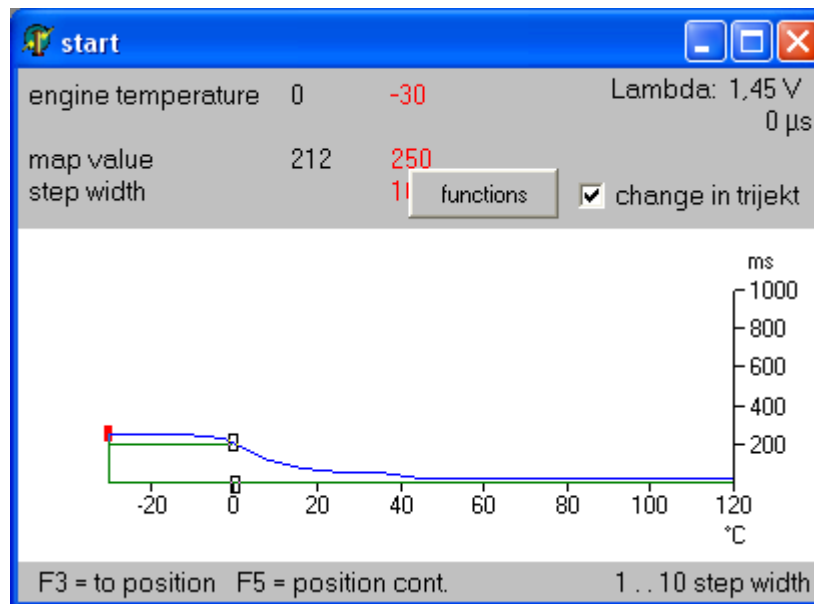 start
engine temperature 0 -30 Lambda: 1,45 V
0 µs
map value 212 250
step width functions change in trijekt
ms
1000
800
600
400
200
-20 0 20 40 60 80 100 120
°C
F3 = to position F5 = position cont. 1 . . 10 step width